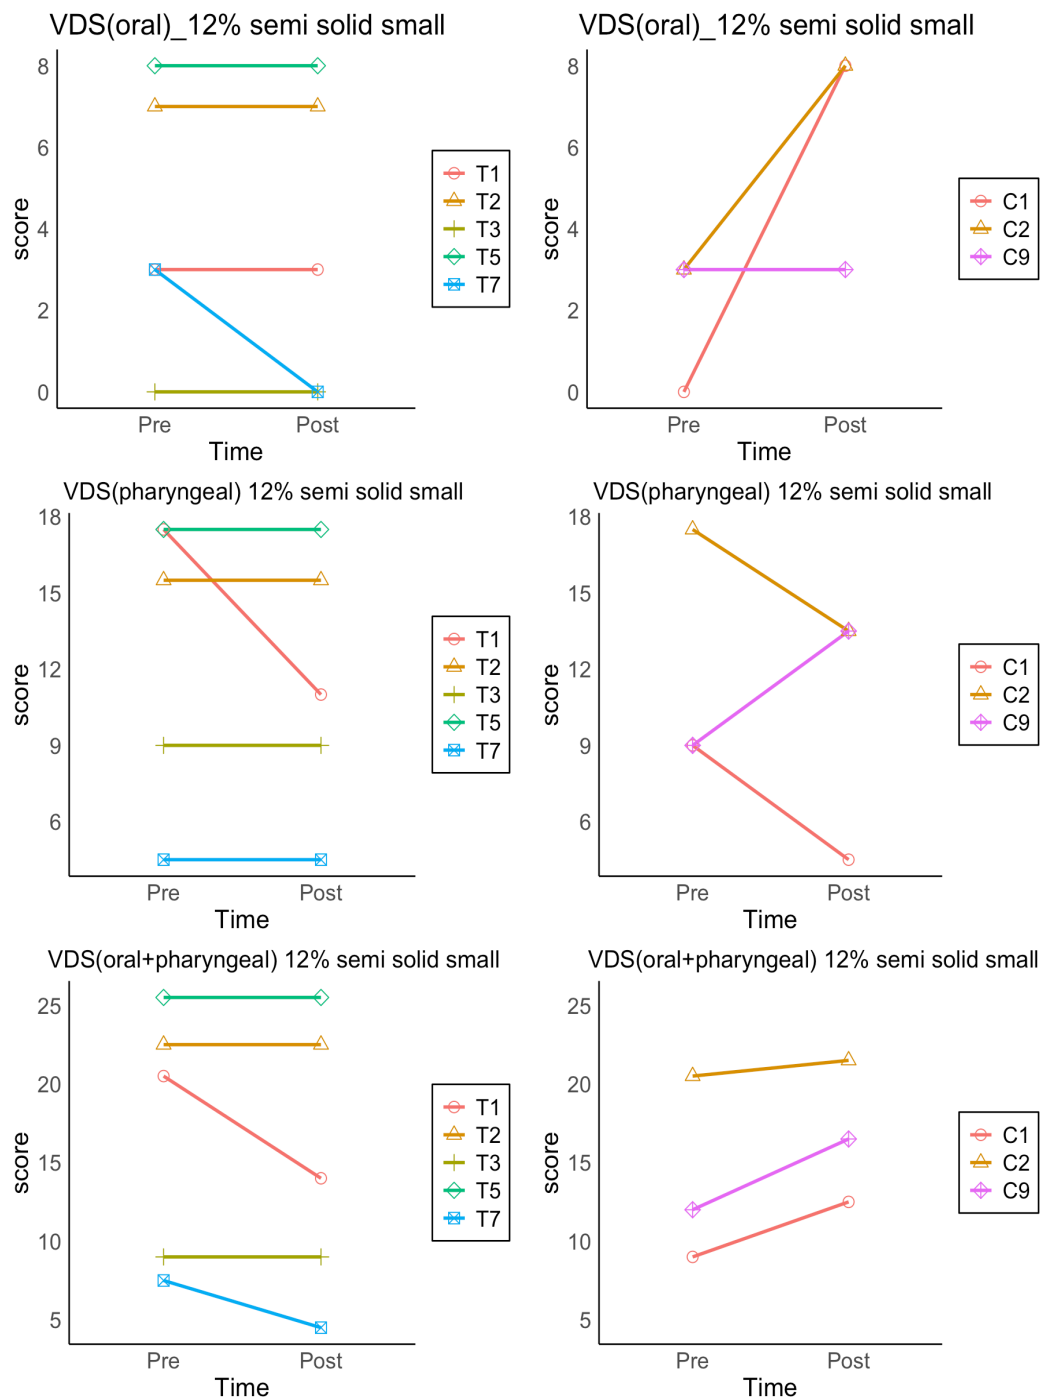 VDS(oral)_12% semi solid small
8
6
4
2
0
score
Pre
Post
Time
T1
T2
T3
T5
T7
VDS(oral)_12% semi solid small
8
6
4
2
0
score
Pre
Post
Time
C1
C2
C9
VDS(pharyngeal) 12% semi solid small
18
15
12
9
6
score
Pre
Post
Time
T1
T2
T3
T5
T7
VDS(pharyngeal) 12% semi solid small
18
15
12
9
6
score
Pre
Post
Time
C1
C2
C9
VDS(oral+pharyngeal) 12% semi solid small
25
20
15
10
5
score
Pre
Post
Time
T1
T2
T3
T5
T7
VDS(oral+pharyngeal) 12% semi solid small
25
20
15
10
5
score
Pre
Post
Time
C1
C2
C9